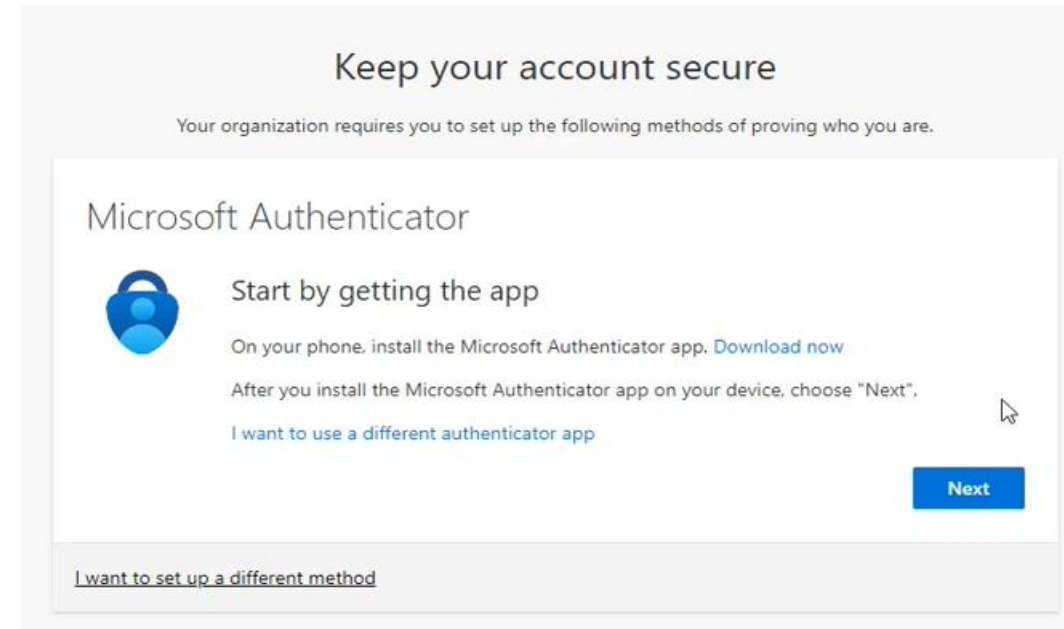 Keep your account secure
Your organization requires you to set up the following methods of proving who you are.
Microsoft Authenticator
Start by getting the app
On your phone, install the Microsoft Authenticator app. Download now
After you install the Microsoft Authenticator app on your device, choose "Next".
I want to use a different authenticator app
Next
I want to set up a different method